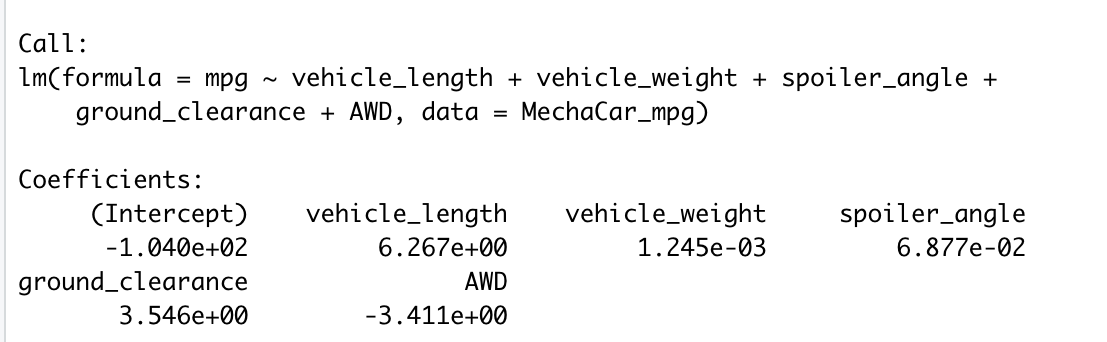 Call:
lm(formula = mpg ~ vehicle_length + vehicle_weight + spoiler_angle +
    ground_clearance + AWD, data = MechaCar_mpg)

Coefficients:
     (Intercept)    vehicle_length    vehicle_weight     spoiler_angle
      -1.040e+02         6.267e+00         1.245e-03         6.877e-02
ground_clearance               AWD
       3.546e+00        -3.411e+00